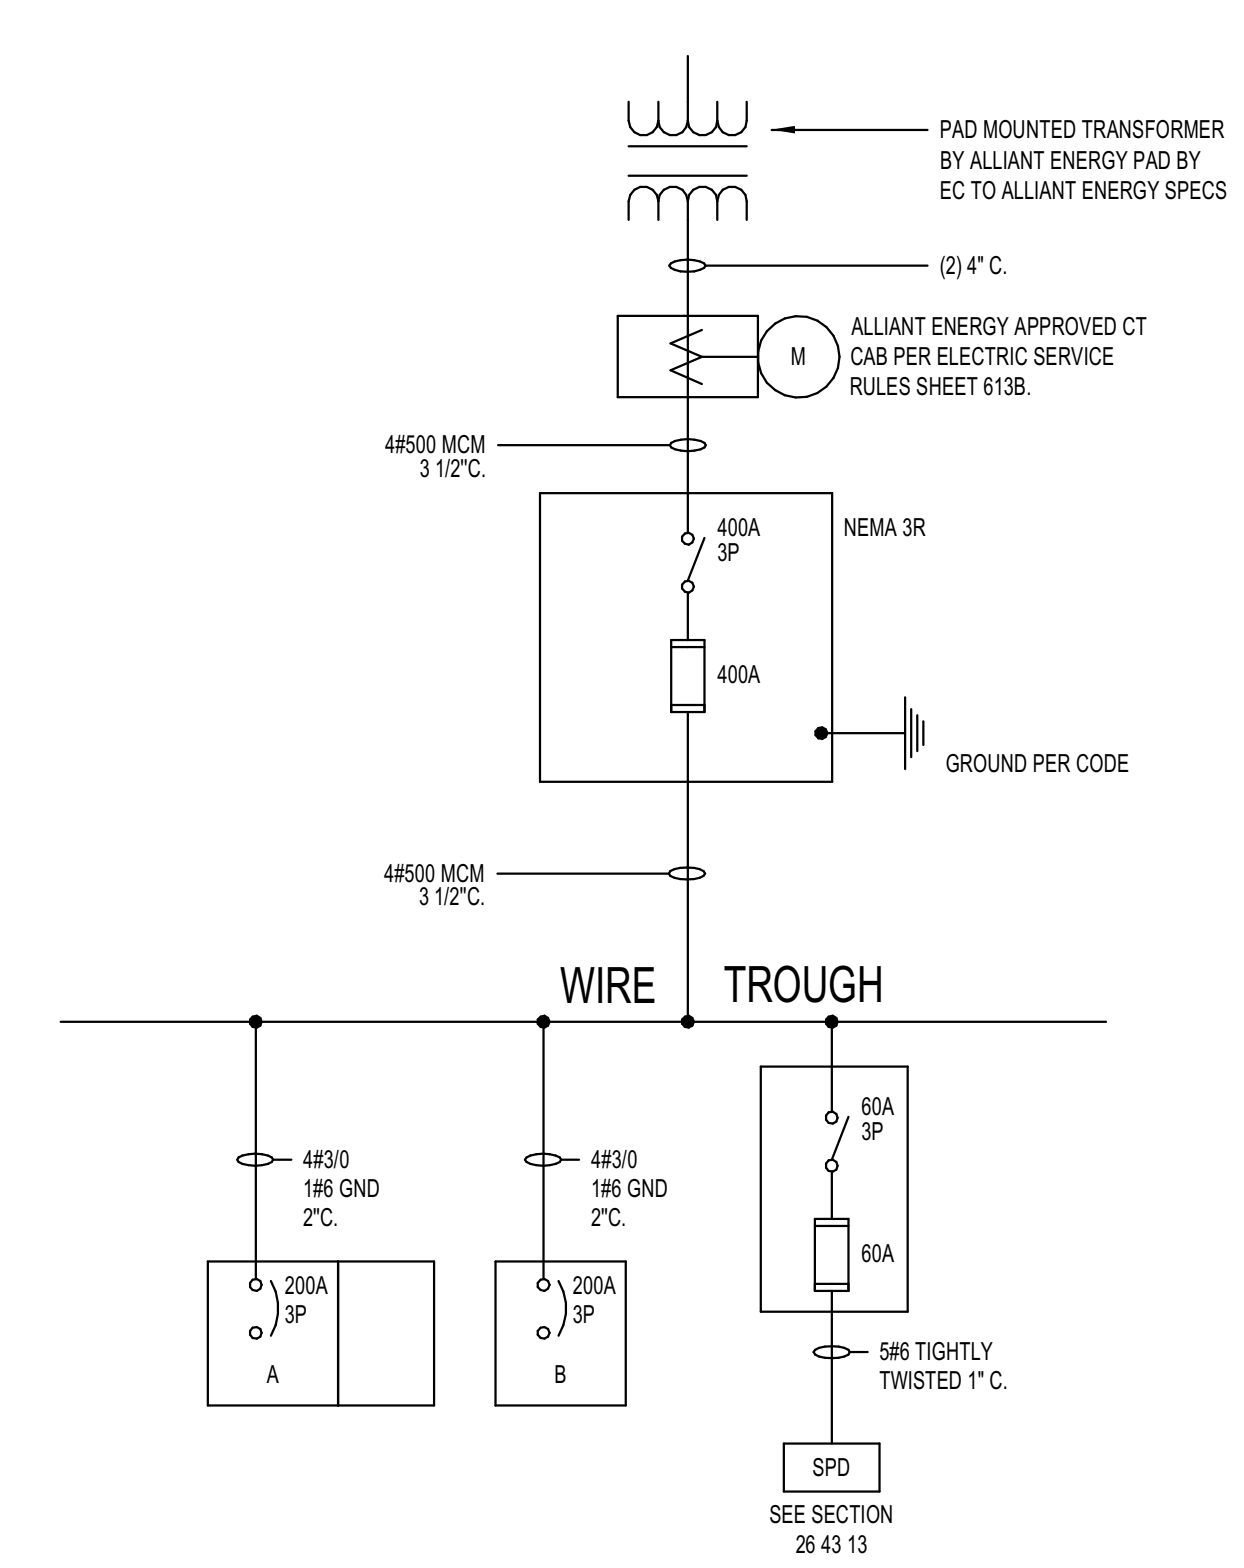 PAD MOUNTED TRANSFORMER
BY ALLIANT ENERGY PAD BY
EC TO ALLIANT ENERGY SPECS
(2) 4" C.
ALLIANT ENERGY APPROVED CT
CAB PER ELECTRIC SERVICE
RULES SHEET 613B.
M
4#500 MCM
3 1/2"C.
400A
3P
NEMA 3R
400A
GROUND PER CODE
4#500 MCM
3 1/2"C.
WIRE TROUGH
4#3/0
1#6 GND
2"C.
200A
3P
A
4#3/0
1#6 GND
2"C.
200A
3P
B
60A
3P
60A
5#6 TIGHTLY
TWISTED 1" C.
SPD
SEE SECTION
26 43 13